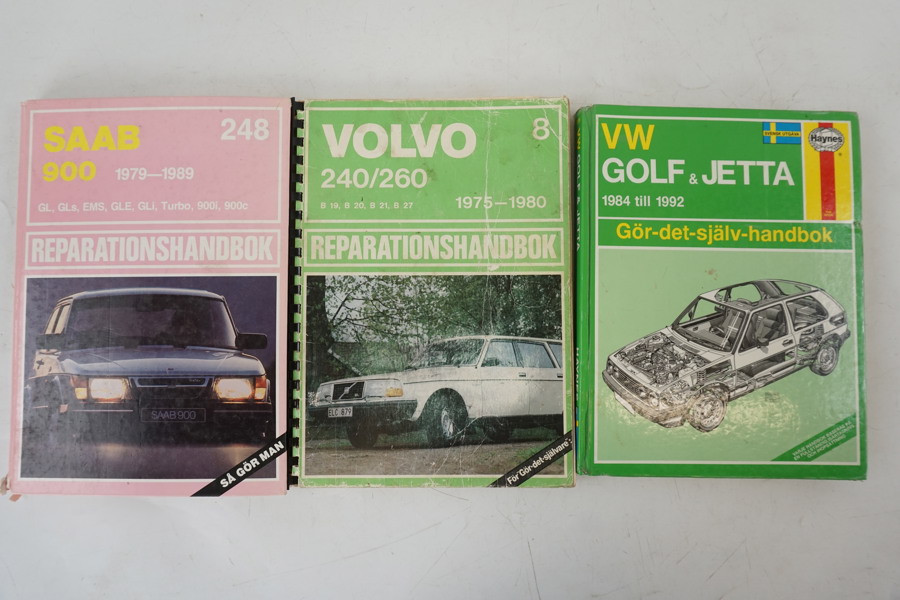 SAAB
248
900 1979—1989
GL, GLs, EMS, GLE, GLi, Turbo, 900i, 900c
REPARATIONSHANDBOK
SAAB 900
SÅ GÖR MAN
VOLVO
8
240/260
B 19, B 20, B 21, B 27
1975—1980
REPARATIONSHANDBOK
ELC 879
För Gör-det-självare
VW
GOLF & JETTA
1984 till 1992
Haynes
Gör-det-själv-handbok